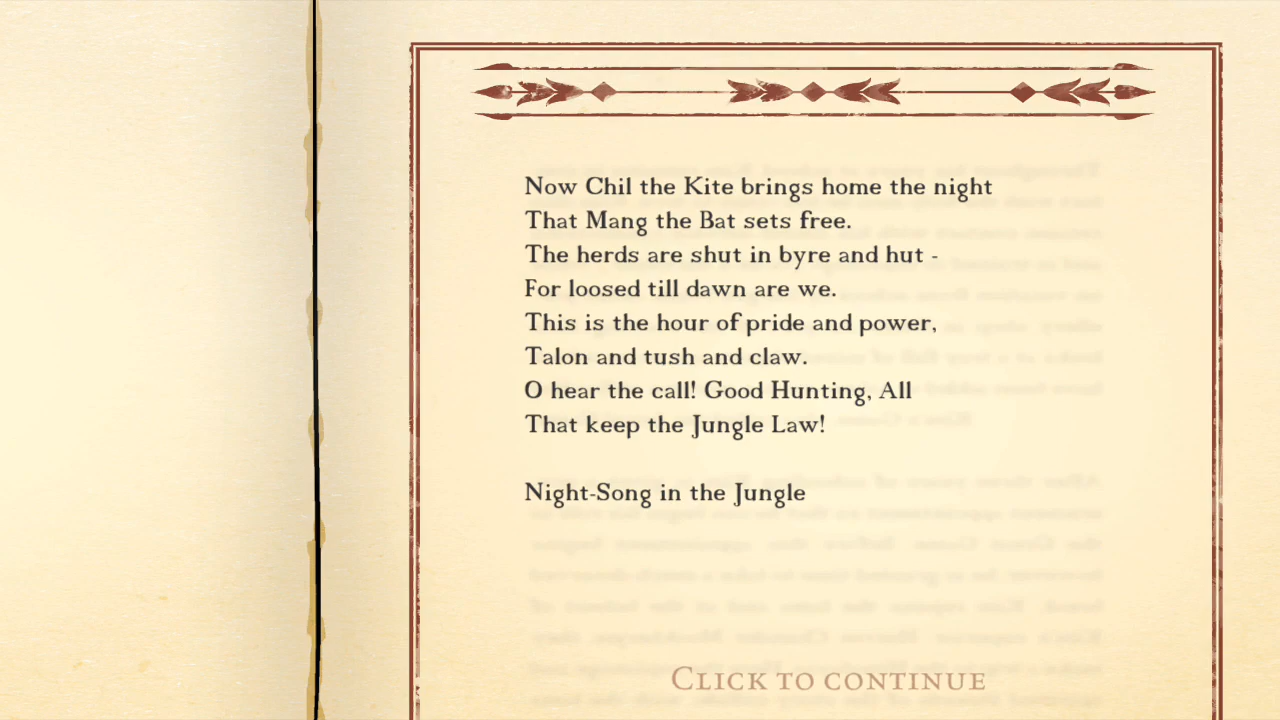 Now Chil the Kite brings home the night
That Mang the Bat sets free.
The herds are shut in byre and hut -
For loosed till dawn are we.
This is the hour of pride and power,
Talon and tush and claw.
O hear the call! Good Hunting, All
That keep the Jungle Law!
Night-Song in the Jungle
Click to continue